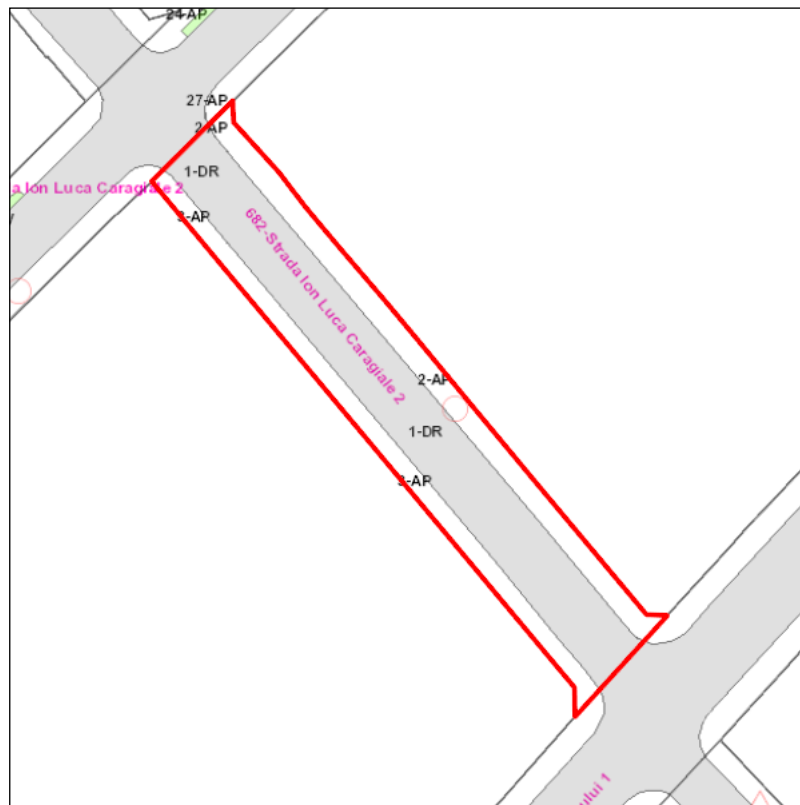 24-AP
27-AP
2-AP
1-DR
a Ion Luca Caragiale 2
3-AP
682-Strada Ion Luca Caragiale 2
2-AP
1-DR
3-AP
ului 1